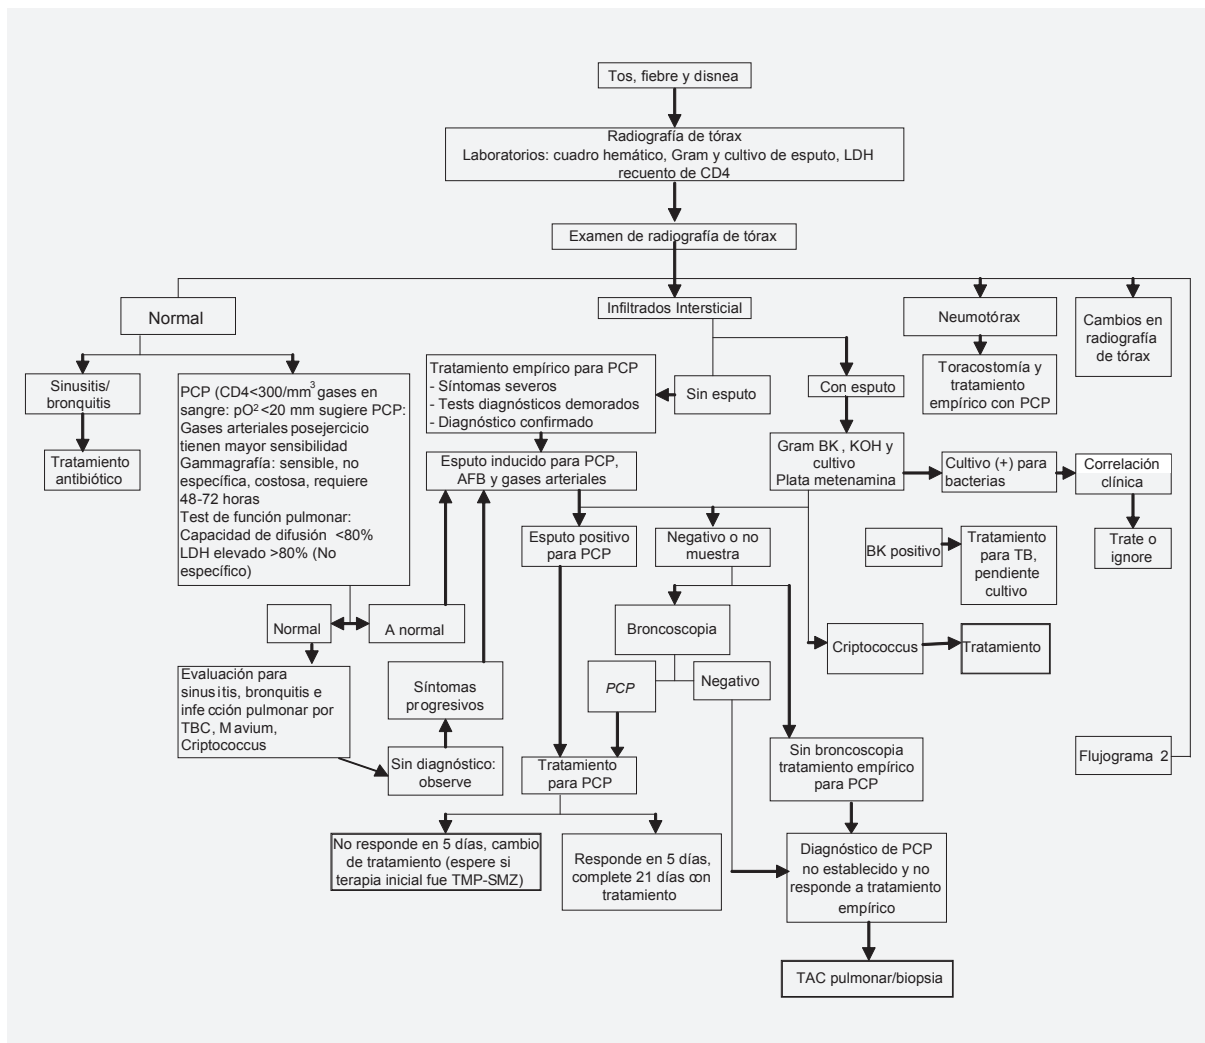 Tos, fiebre y disnea
Radiografía de tórax
Laboratorios: cuadro hemático, Gram y cultivo de esputo, LDH
recuento de CD4
Examen de radiografía de tórax
Normal
Infiltrados Intersticial
Neumotórax
Cambios en
radiografía
de tórax
Sinusitis/
bronquitis
Tratamiento
antibiótico
PCP (CD4<300/mm³ gases en
sangre: pO²<20 mm sugiere PCP:
Gases arteriales posejercicio
tienen mayor sensibilidad
Gammagrafía: sensible, no
específica, costosa, requiere
48-72 horas
Test de función pulmonar:
Capacidad de difusión <80%
LDH elevado >80% (No
específico)
Tratamiento empírico para PCP
- Síntomas severos
- Tests diagnósticos demorados
- Diagnóstico confirmado
Sin esputo
Con esputo
Toracostomía y
tratamiento
empírico con PCP
Esputo inducido para PCP,
AFB y gases arteriales
Gram BK, KOH y
cultivo
Plata metenamina
Cultivo (+) para
bacterias
Correlación
clínica
Esputo positivo
para PCP
Negativo o no
muestra
BK positivo
Tratamiento
para TB,
pendiente
cultivo
Trate o
ignore
Normal
A normal
Broncoscopia
Criptococcus
Tratamiento
Evaluación para
sinusitis, bronquitis e
infección pulmonar por
TBC, Mavium,
Criptococcus
Síntomas
progresivos
PCP
Negativo
Sin diagnóstico:
observe
Tratamiento
para PCP
Sin broncoscopia
tratamiento empírico
para PCP
Flujograma 2
No responde en 5 días, cambio
de tratamiento (espere si
terapia inicial fue TMP-SMZ)
Responde en 5 días,
complete 21 días con
tratamiento
Diagnóstico de PCP
no establecido y no
responde a tratamiento
empírico
TAC pulmonar/biopsia